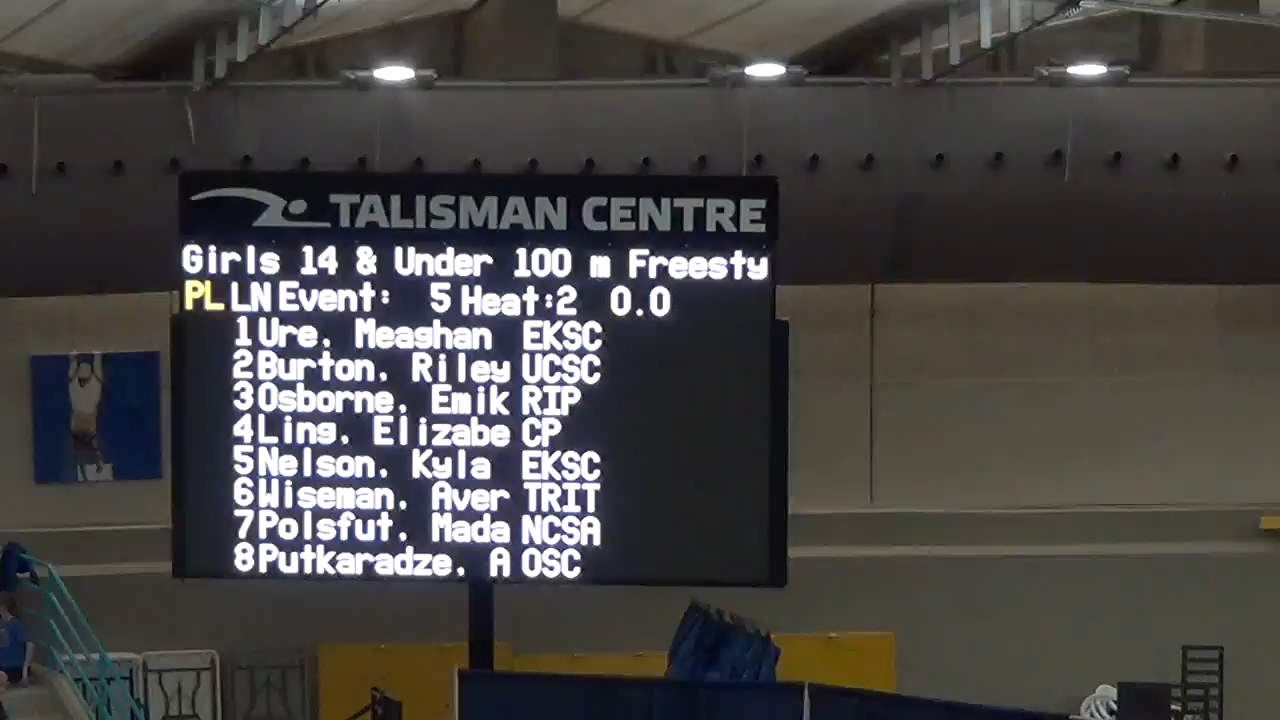 TALISMAN CENTRE
Girls 14 & Under 100 m Freesty
PL LN Event: 5 Heat:2 0.0
1 Ure, Meaghan EKSC
2 Burton, Riley UCSC
3 Osborne, Emik RIP
4 Ling, Elizabe CP
5 Nelson, Kyla EKSC
6 Wiseman, Aver TRIT
7 Polsfut, Mada NCSA
8 Putkaradze, A OSC